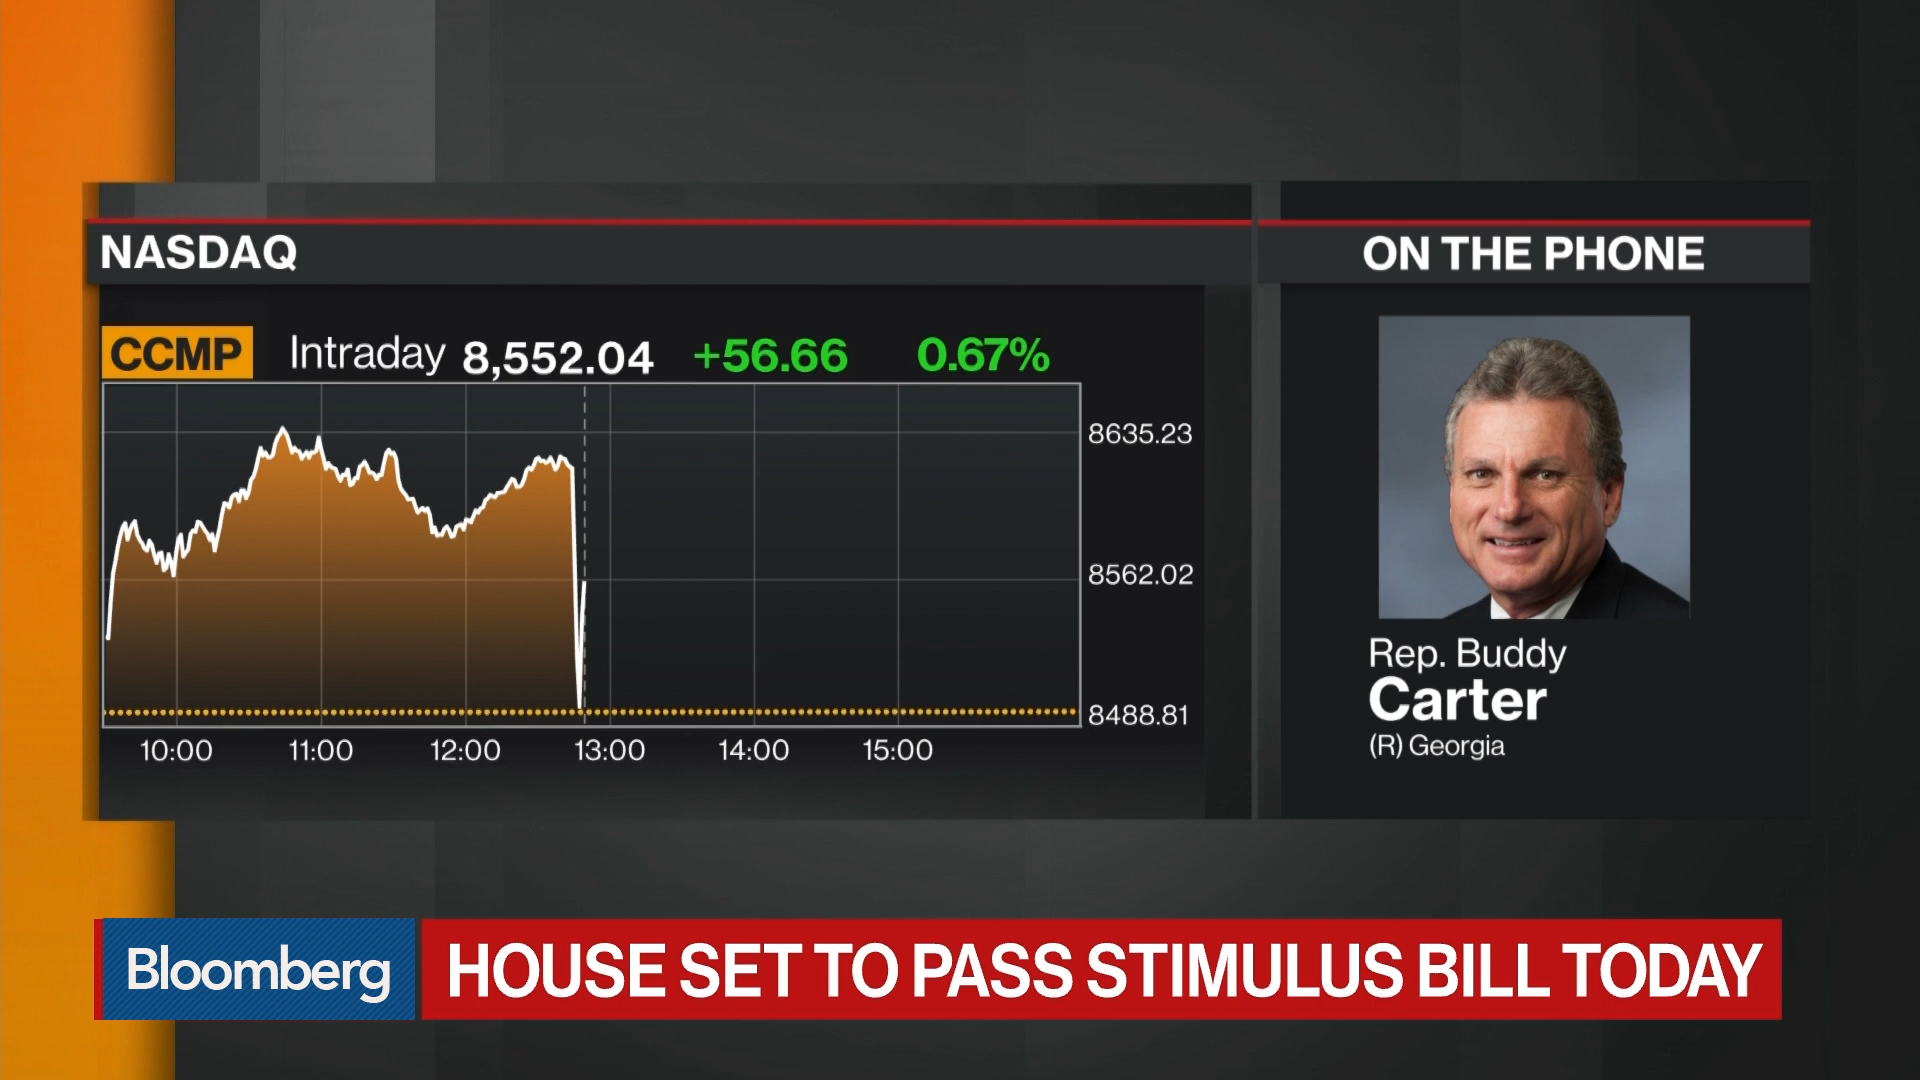 NASDAQ
CCMP Intraday 8,552.04 +56.66 0.67%
8635.23
8562.02
8488.81
10:00 11:00 12:00 13:00 14:00 15:00
ON THE PHONE
Rep. Buddy
Carter
(R) Georgia
Bloomberg
HOUSE SET TO PASS STIMULUS BILL TODAY